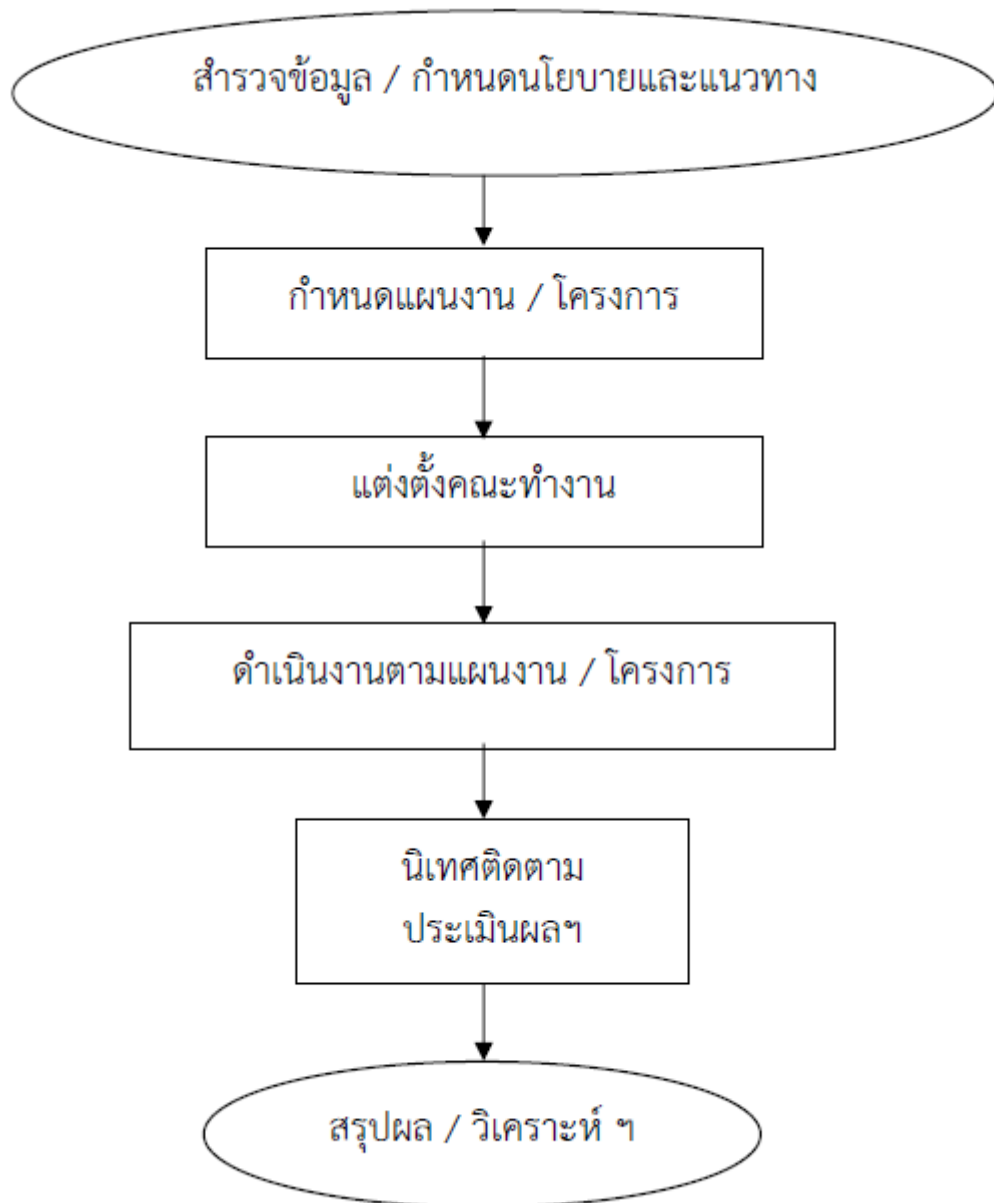 สำรวจข้อมูล / กำหนดนโยบายและแนวทาง
กำหนดแผนงาน / โครงการ
แต่งตั้งคณะทำงาน
ดำเนินงานตามแผนงาน / โครงการ
นิเทศติดตาม
ประเมินผลฯ
สรุปผล / วิเคราะห์ ฯ